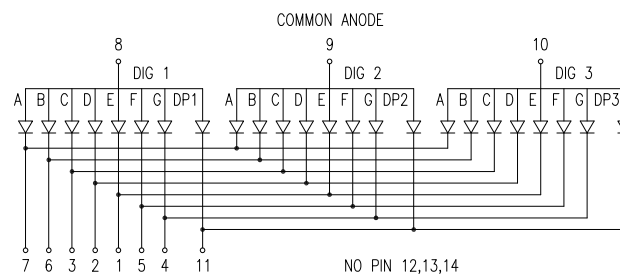 COMMON ANODE
8 9 10
DIG 1 DIG 2 DIG 3
A B C D E F G DP1 A B C D E F G DP2 A B C D E F G DP3
7 6 3 2 1 5 4 11 NO PIN 12,13,14